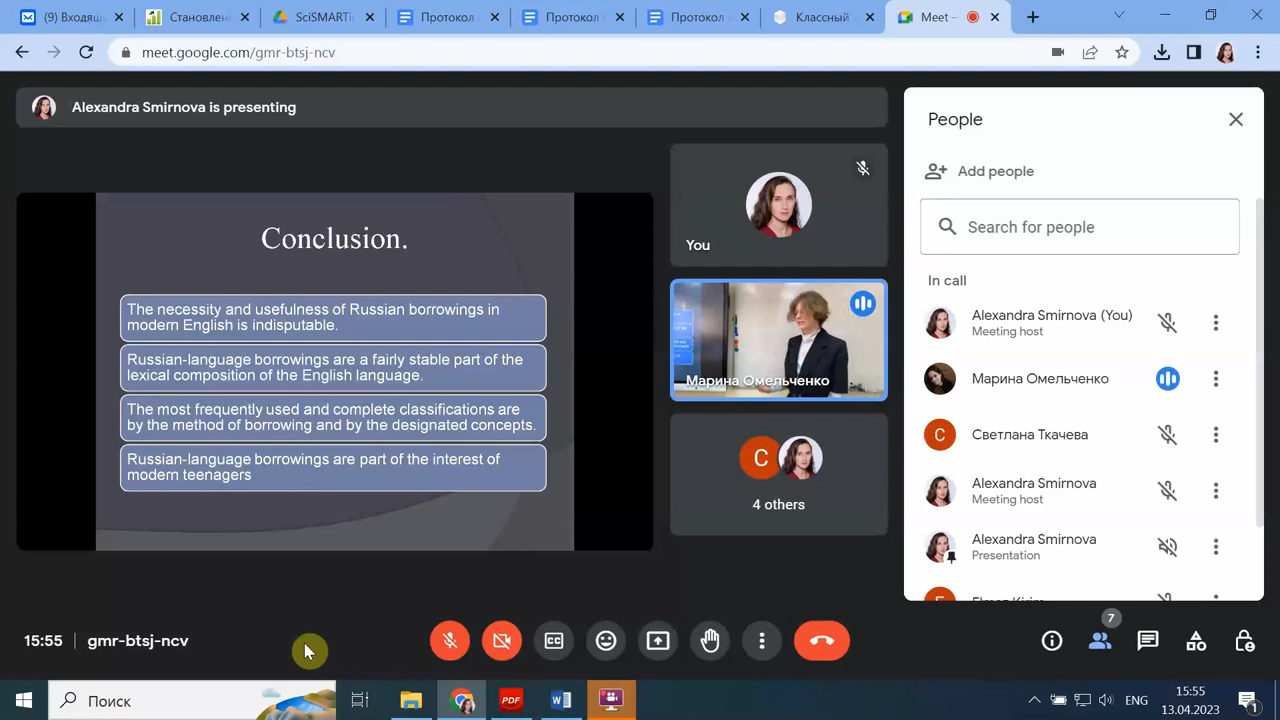 (9) Входящ
Становлен
SciSMARTi
Протокол
Протокол
Протокол
Классный
Meet –
meet.google.com/gmr-btsj-ncv
Alexandra Smirnova is presenting
Conclusion.
The necessity and usefulness of Russian borrowings in
modern English is indisputable.
Russian-language borrowings are a fairly stable part of the
lexical composition of the English language.
The most frequently used and complete classifications are
by the method of borrowing and by the designated concepts.
Russian-language borrowings are part of the interest of
modern teenagers
You
Марина Омельченко
C
4 others
People
Add people
Search for people
In call
Alexandra Smirnova (You)
Meeting host
Марина Омельченко
C
Светлана Ткачева
Alexandra Smirnova
Meeting host
Alexandra Smirnova
Presentation
15:55
gmr-btsj-ncv
7
Поиск
PDF
ENG
15:55
13.04.2023
1